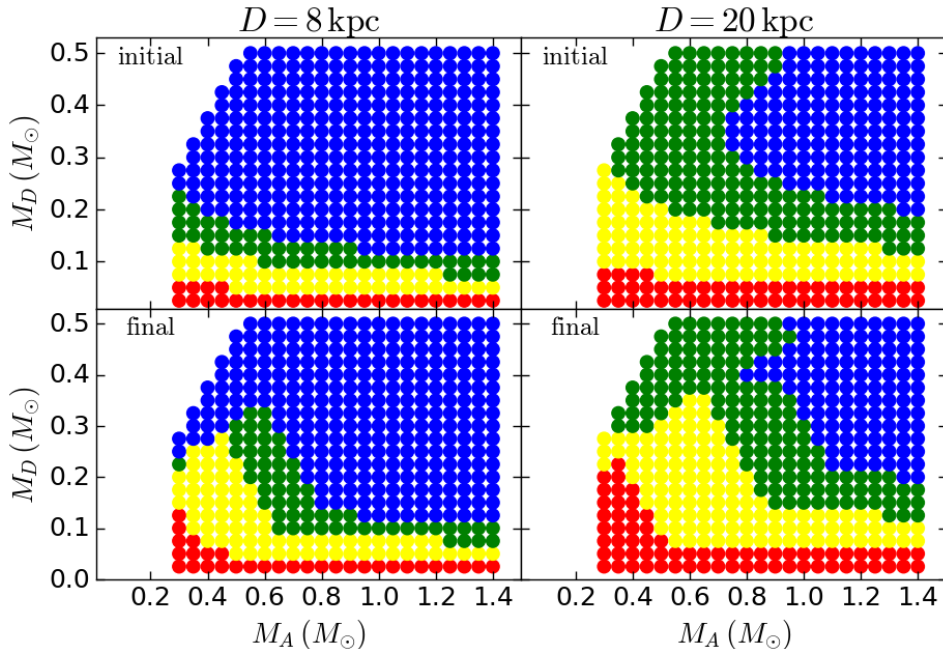 D = 8 kpc
D = 20 kpc
initial
initial
M_D (M_⊙)
0.5
0.4
0.3
0.2
0.1
final
final
M_D (M_⊙)
0.5
0.4
0.3
0.2
0.1
0.0
0.2 0.4 0.6 0.8 1.0 1.2 1.4
0.2 0.4 0.6 0.8 1.0 1.2 1.4
M_A (M_⊙)
M_A (M_⊙)